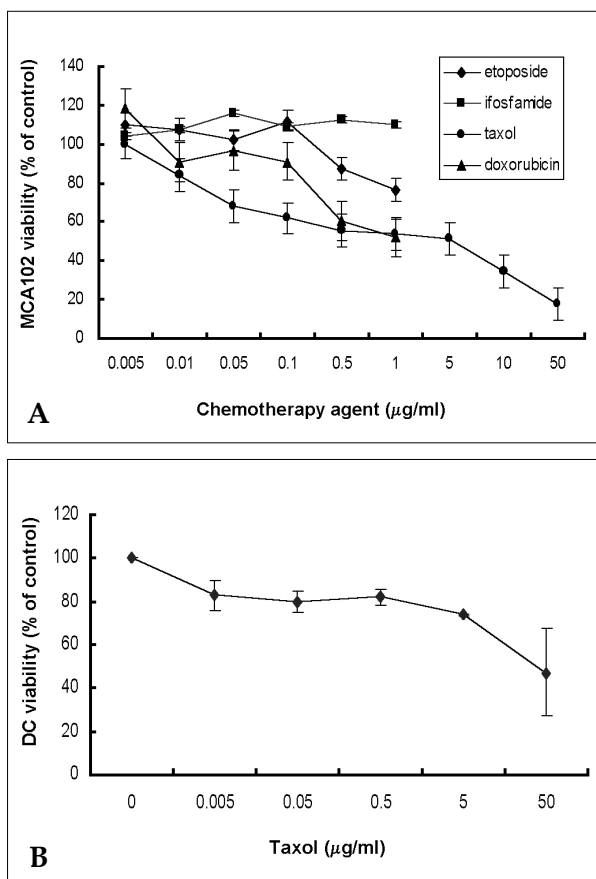 140
120
100
80
60
40
20
0
MCA102 viability (% of control)
etoposide
ifosfamide
taxol
doxorubicin
0.005 0.01 0.05 0.1 0.5 1 5 10 50
Chemotherapy agent (μg/ml)
A
120
100
80
60
40
20
0
DC viability (% of control)
0 0.005 0.05 0.5 5 50
Taxol (μg/ml)
B